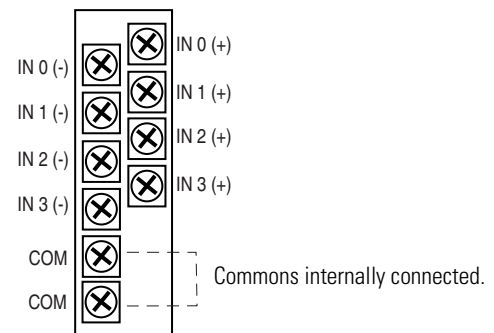 IN 0 (+)
IN 0 (-)
IN 1 (+)
IN 1 (-)
IN 2 (+)
IN 2 (-)
IN 3 (+)
IN 3 (-)
COM
Commons internally connected.
COM